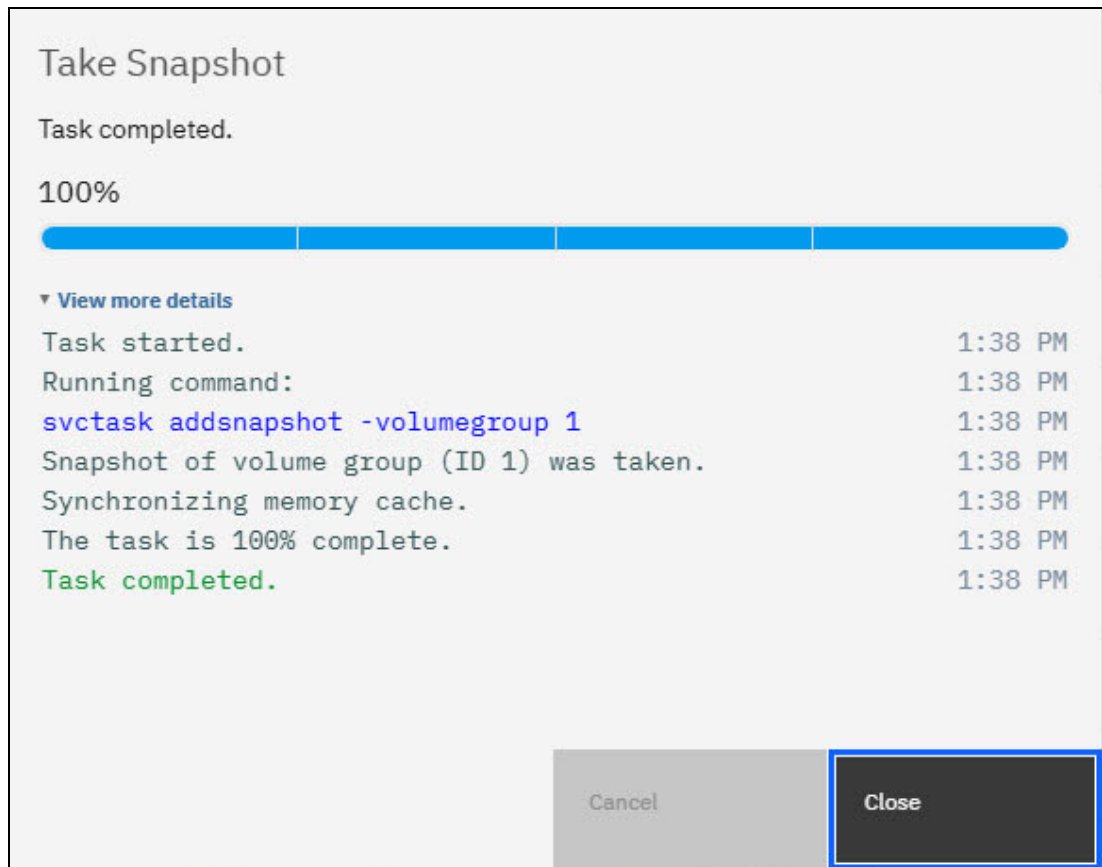 Take Snapshot
Task completed.
100%
▾ View more details
Task started. 1:38 PM
Running command: 1:38 PM
svctask addsnapshot -volumegroup 1 1:38 PM
Snapshot of volume group (ID 1) was taken. 1:38 PM
Synchronizing memory cache. 1:38 PM
The task is 100% complete. 1:38 PM
Task completed. 1:38 PM
Cancel Close